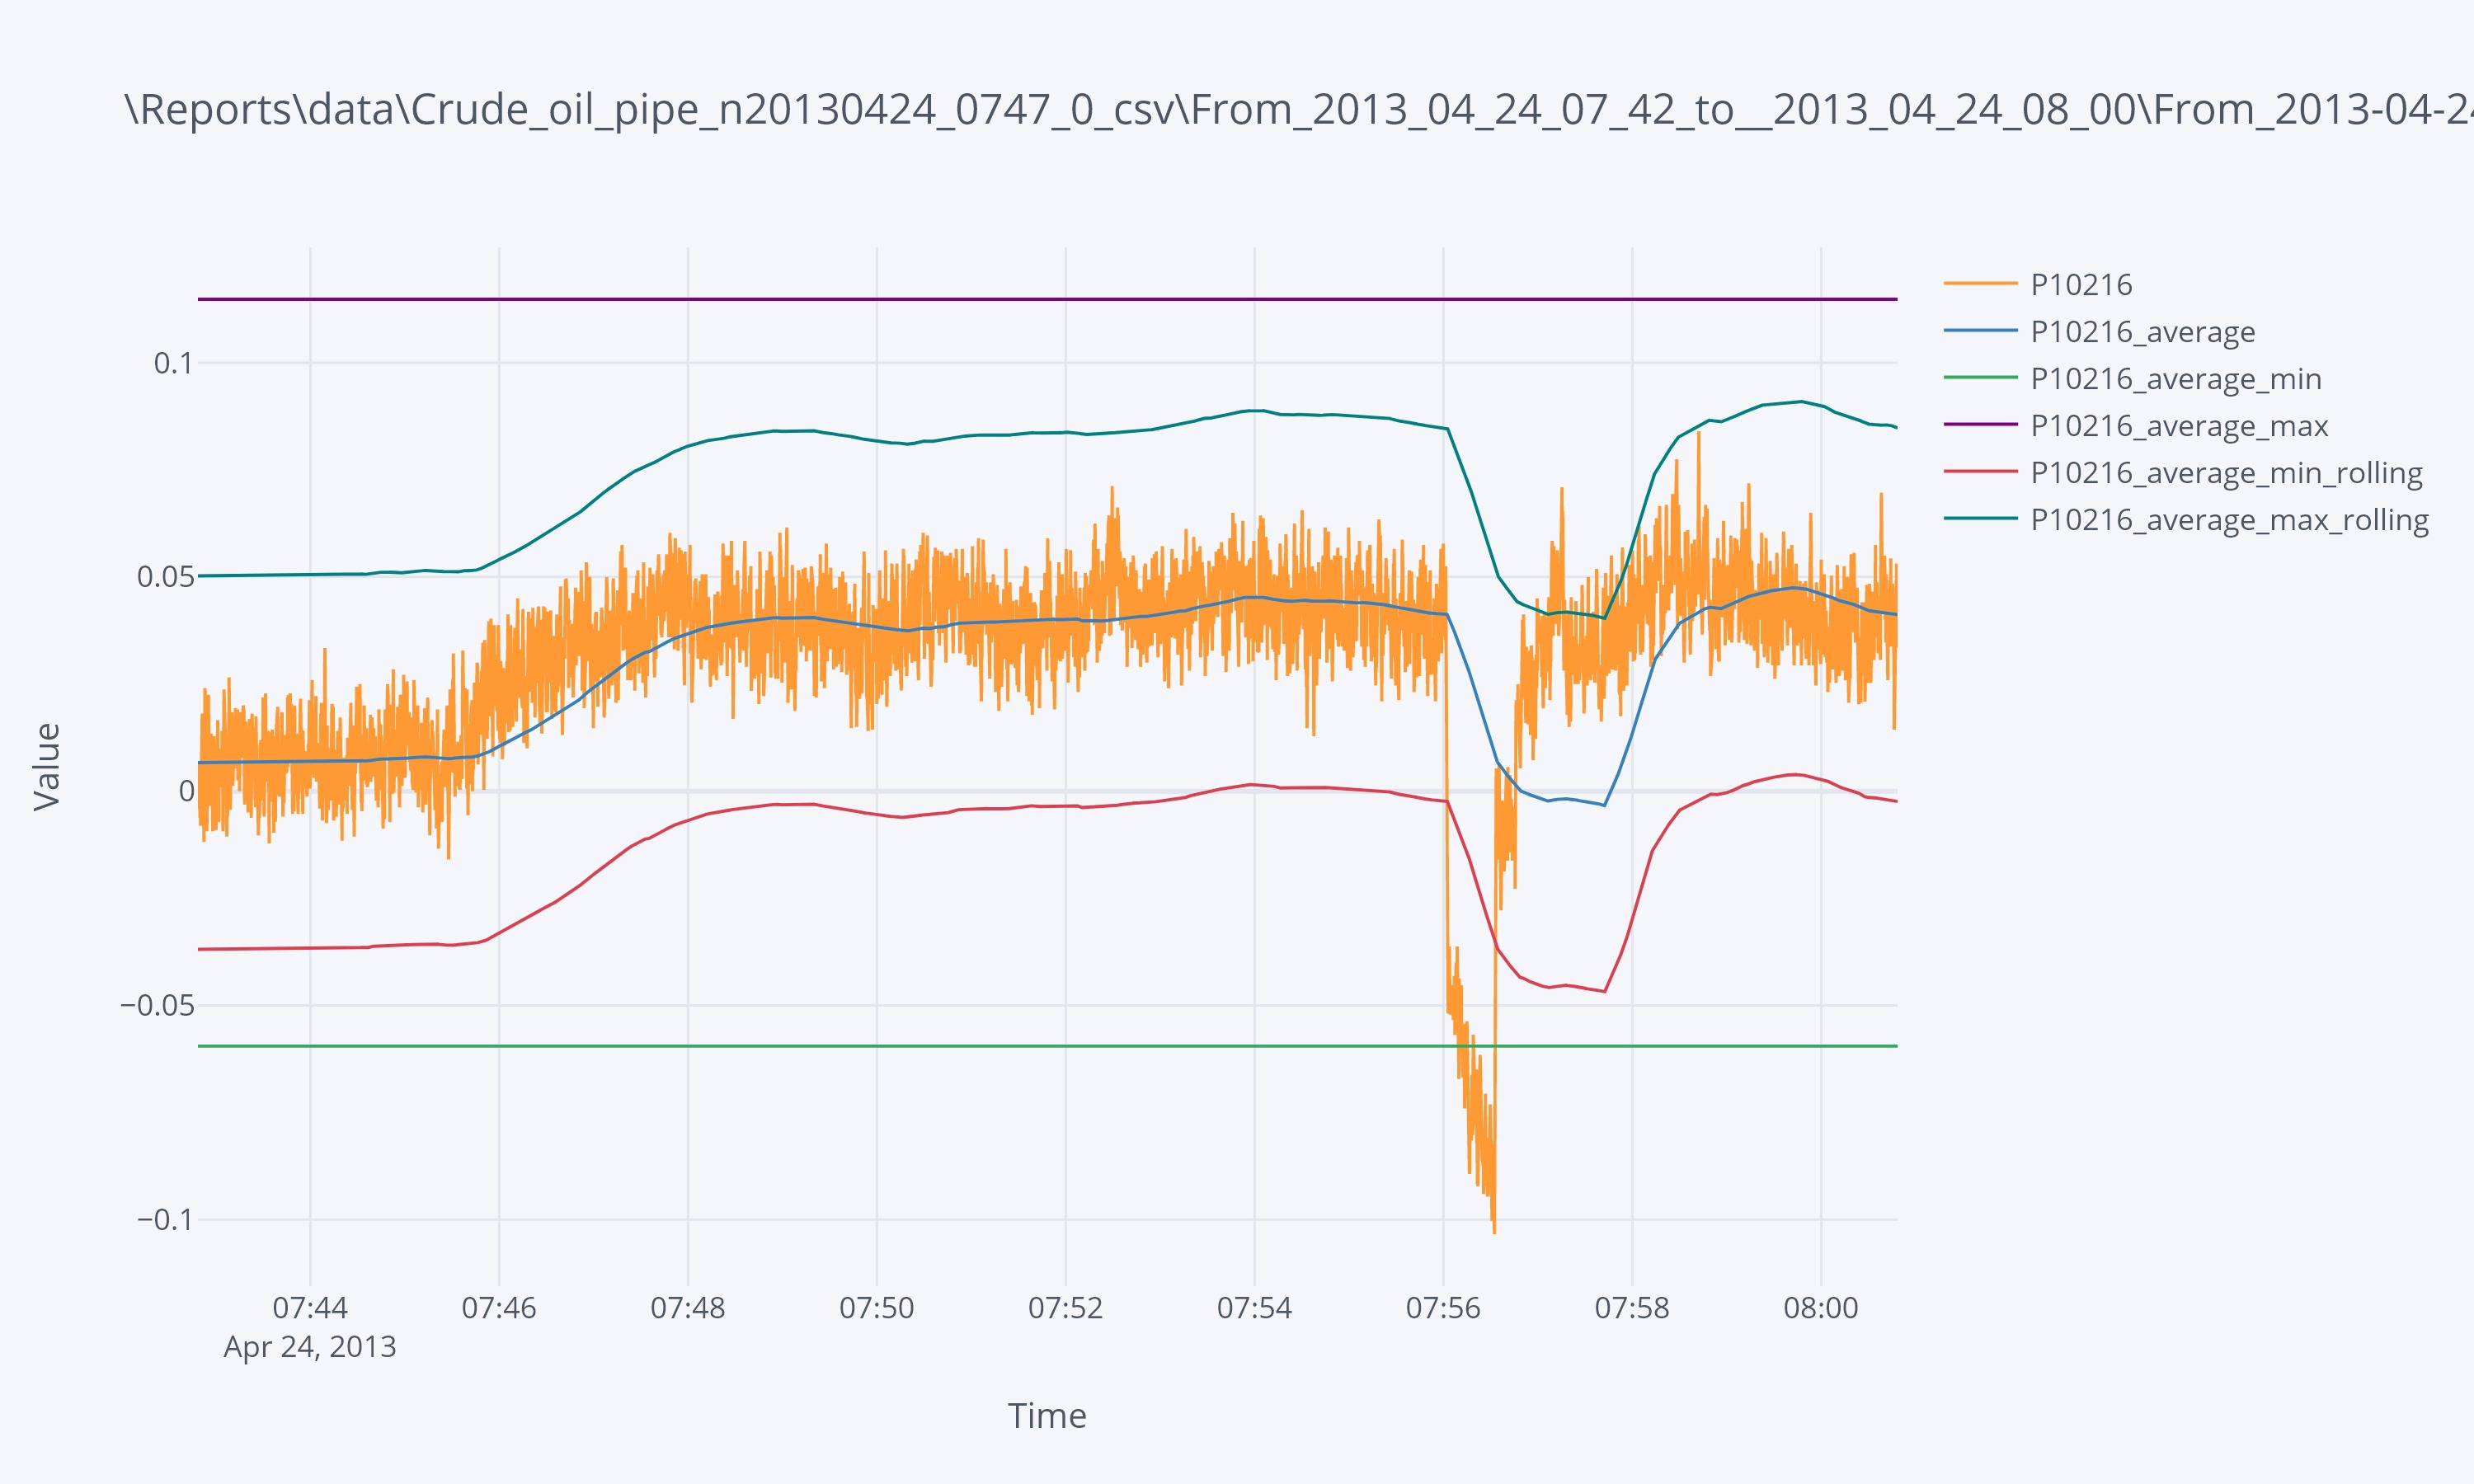 \Reports\data\Crude_oil_pipe_n20130424_0747_0_csv\From_2013_04_24_07_42_to__2013_04_24_08_00\From_2013-04-24
P10216
P10216_average
P10216_average_min
P10216_average_max
P10216_average_min_rolling
P10216_average_max_rolling
0.1
0.05
0
−0.05
−0.1
Value
07:44 07:46 07:48 07:50 07:52 07:54 07:56 07:58 08:00
Apr 24, 2013
Time